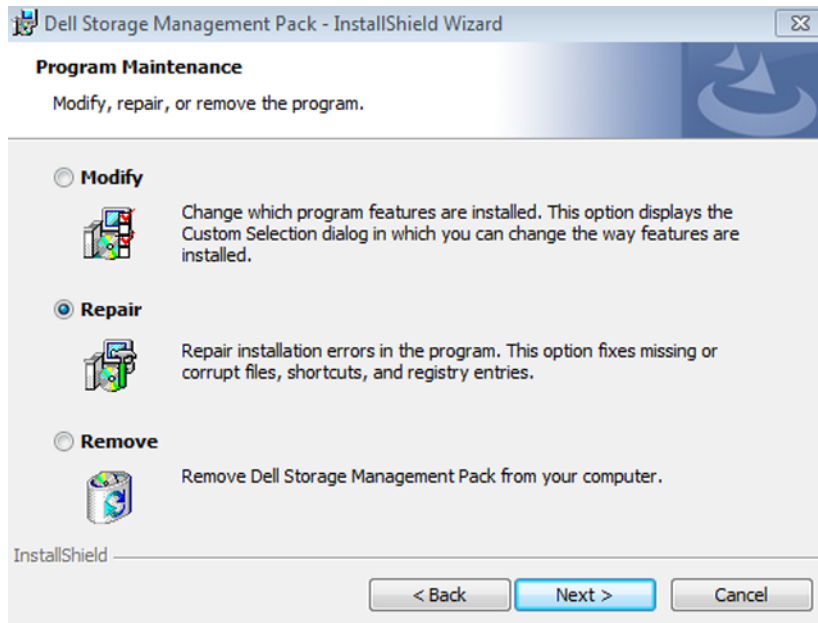 Dell Storage Management Pack - InstallShield Wizard
Program Maintenance
Modify, repair, or remove the program.
Modify
Change which program features are installed. This option displays the
Custom Selection dialog in which you can change the way features are
installed.
Repair
Repair installation errors in the program. This option fixes missing or
corrupt files, shortcuts, and registry entries.
Remove
Remove Dell Storage Management Pack from your computer.
InstallShield
< Back Next > Cancel